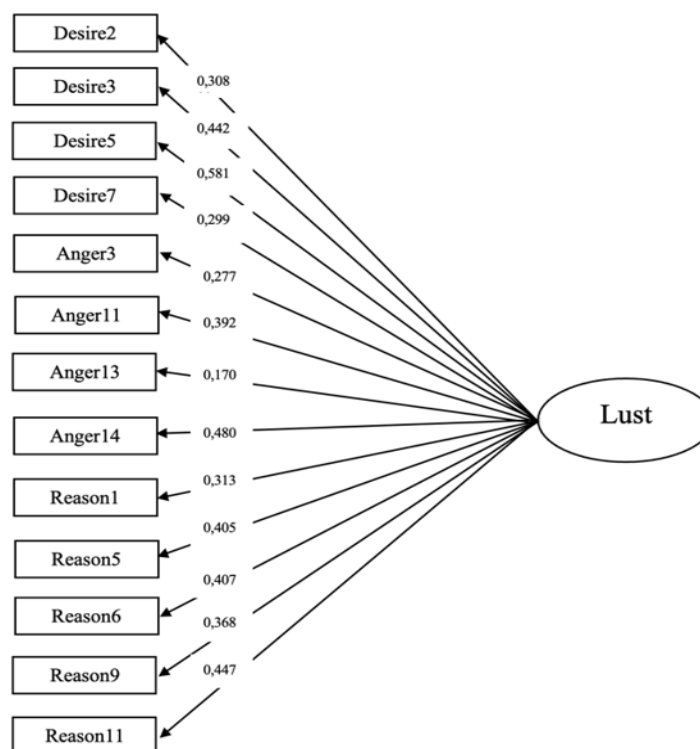 Desire2
0,308
Desire3
0,442
Desire5
0,581
Desire7
0,299
Anger3
0,277
Anger11
0,392
Anger13
0,170
Lust
Anger14
0,480
0,313
Reason1
0,405
Reason5
0,407
Reason6
0,368
Reason9
0,447
Reason11